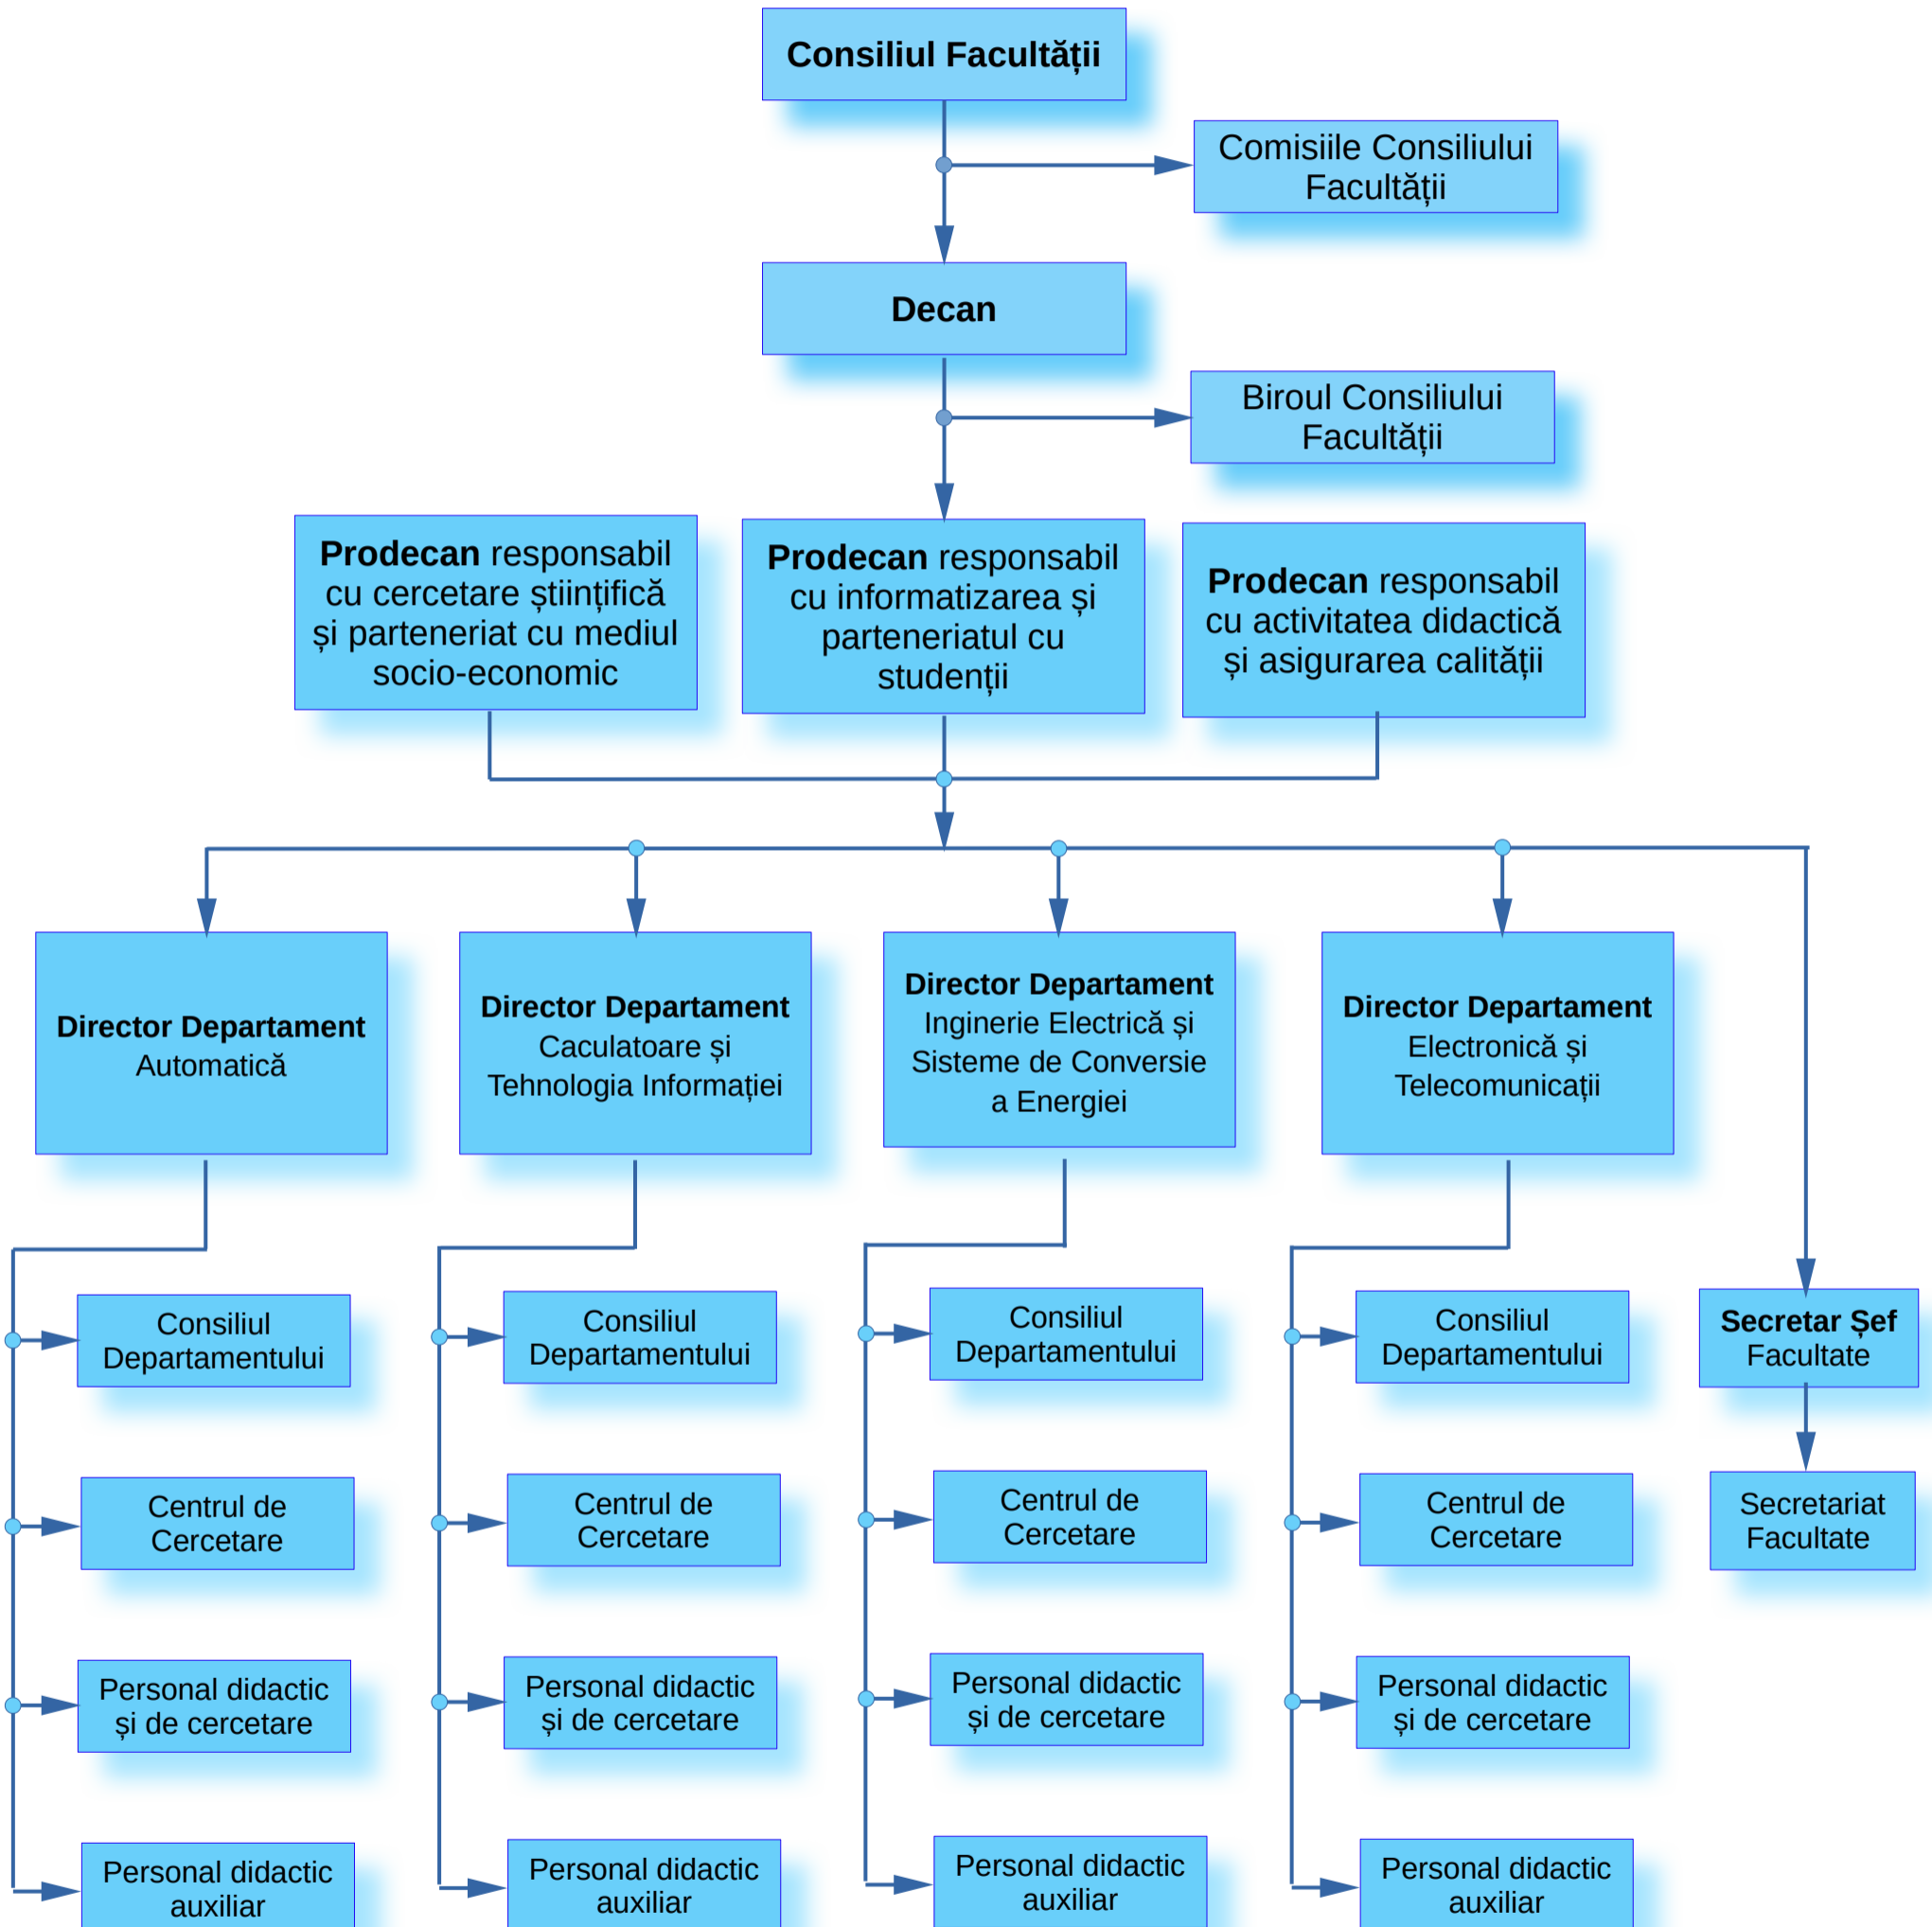 Consiliul Facultății
Comisiile Consiliului
Facultății
Decan
Biroul Consiliului
Facultății
Prodecan responsabil
cu cercetare științifică
și parteneriat cu mediul
socio-economic
Prodecan responsabil
cu informatizarea și
parteneriatul cu
studenții
Prodecan responsabil
cu activitatea didactică
și asigurarea calității
Director Departament
Automatică
Director Departament
Caculatoare și
Tehnologia Informației
Director Departament
Inginerie Electrică și
Sisteme de Conversie
a Energiei
Director Departament
Electronică și
Telecomunicații
Consiliul
Departamentului
Consiliul
Departamentului
Consiliul
Departamentului
Consiliul
Departamentului
Secretar Șef
Facultate
Centrul de
Cercetare
Centrul de
Cercetare
Centrul de
Cercetare
Centrul de
Cercetare
Secretariat
Facultate
Personal didactic
și de cercetare
Personal didactic
și de cercetare
Personal didactic
și de cercetare
Personal didactic
și de cercetare
Personal didactic
auxiliar
Personal didactic
auxiliar
Personal didactic
auxiliar
Personal didactic
auxiliar